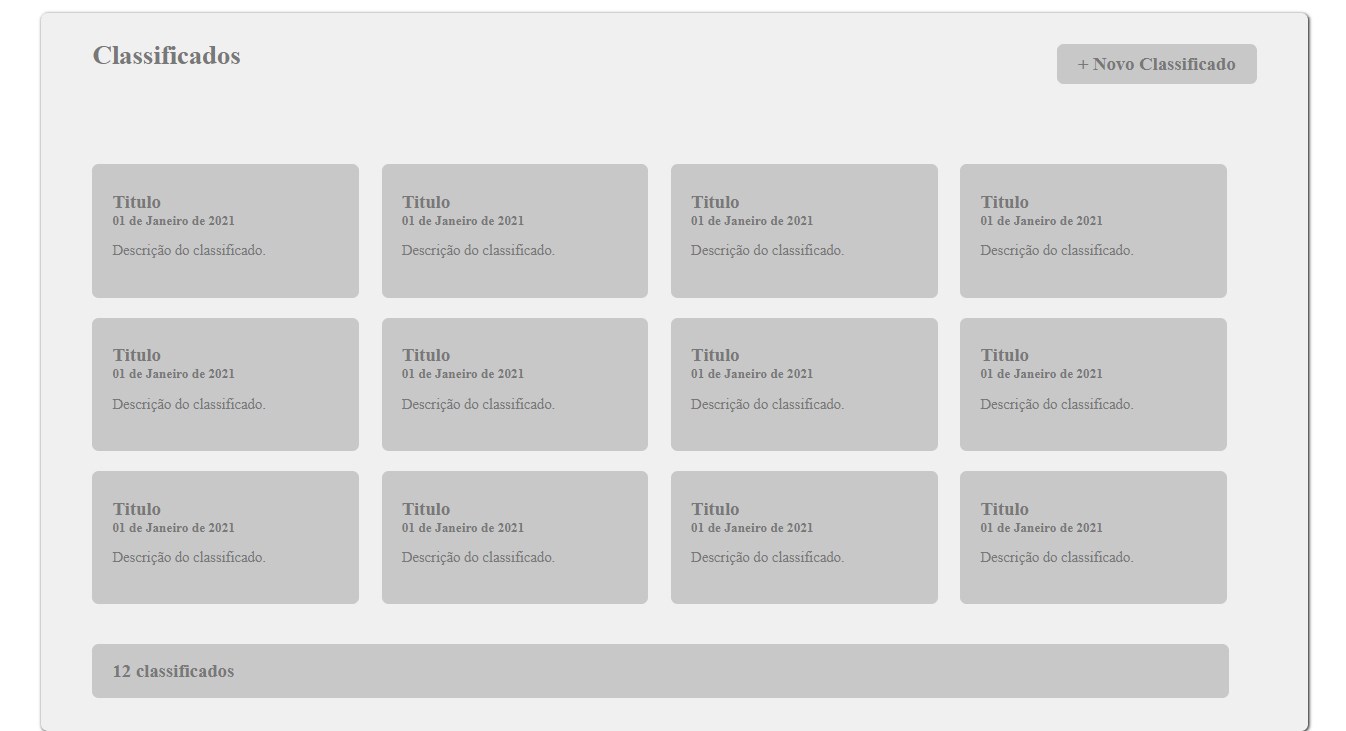 Classificados
+ Novo Classificado
Titulo
01 de Janeiro de 2021
Descrição do classificado.
Titulo
01 de Janeiro de 2021
Descrição do classificado.
Titulo
01 de Janeiro de 2021
Descrição do classificado.
Titulo
01 de Janeiro de 2021
Descrição do classificado.
Titulo
01 de Janeiro de 2021
Descrição do classificado.
Titulo
01 de Janeiro de 2021
Descrição do classificado.
Titulo
01 de Janeiro de 2021
Descrição do classificado.
Titulo
01 de Janeiro de 2021
Descrição do classificado.
Titulo
01 de Janeiro de 2021
Descrição do classificado.
Titulo
01 de Janeiro de 2021
Descrição do classificado.
Titulo
01 de Janeiro de 2021
Descrição do classificado.
Titulo
01 de Janeiro de 2021
Descrição do classificado.
12 classificados